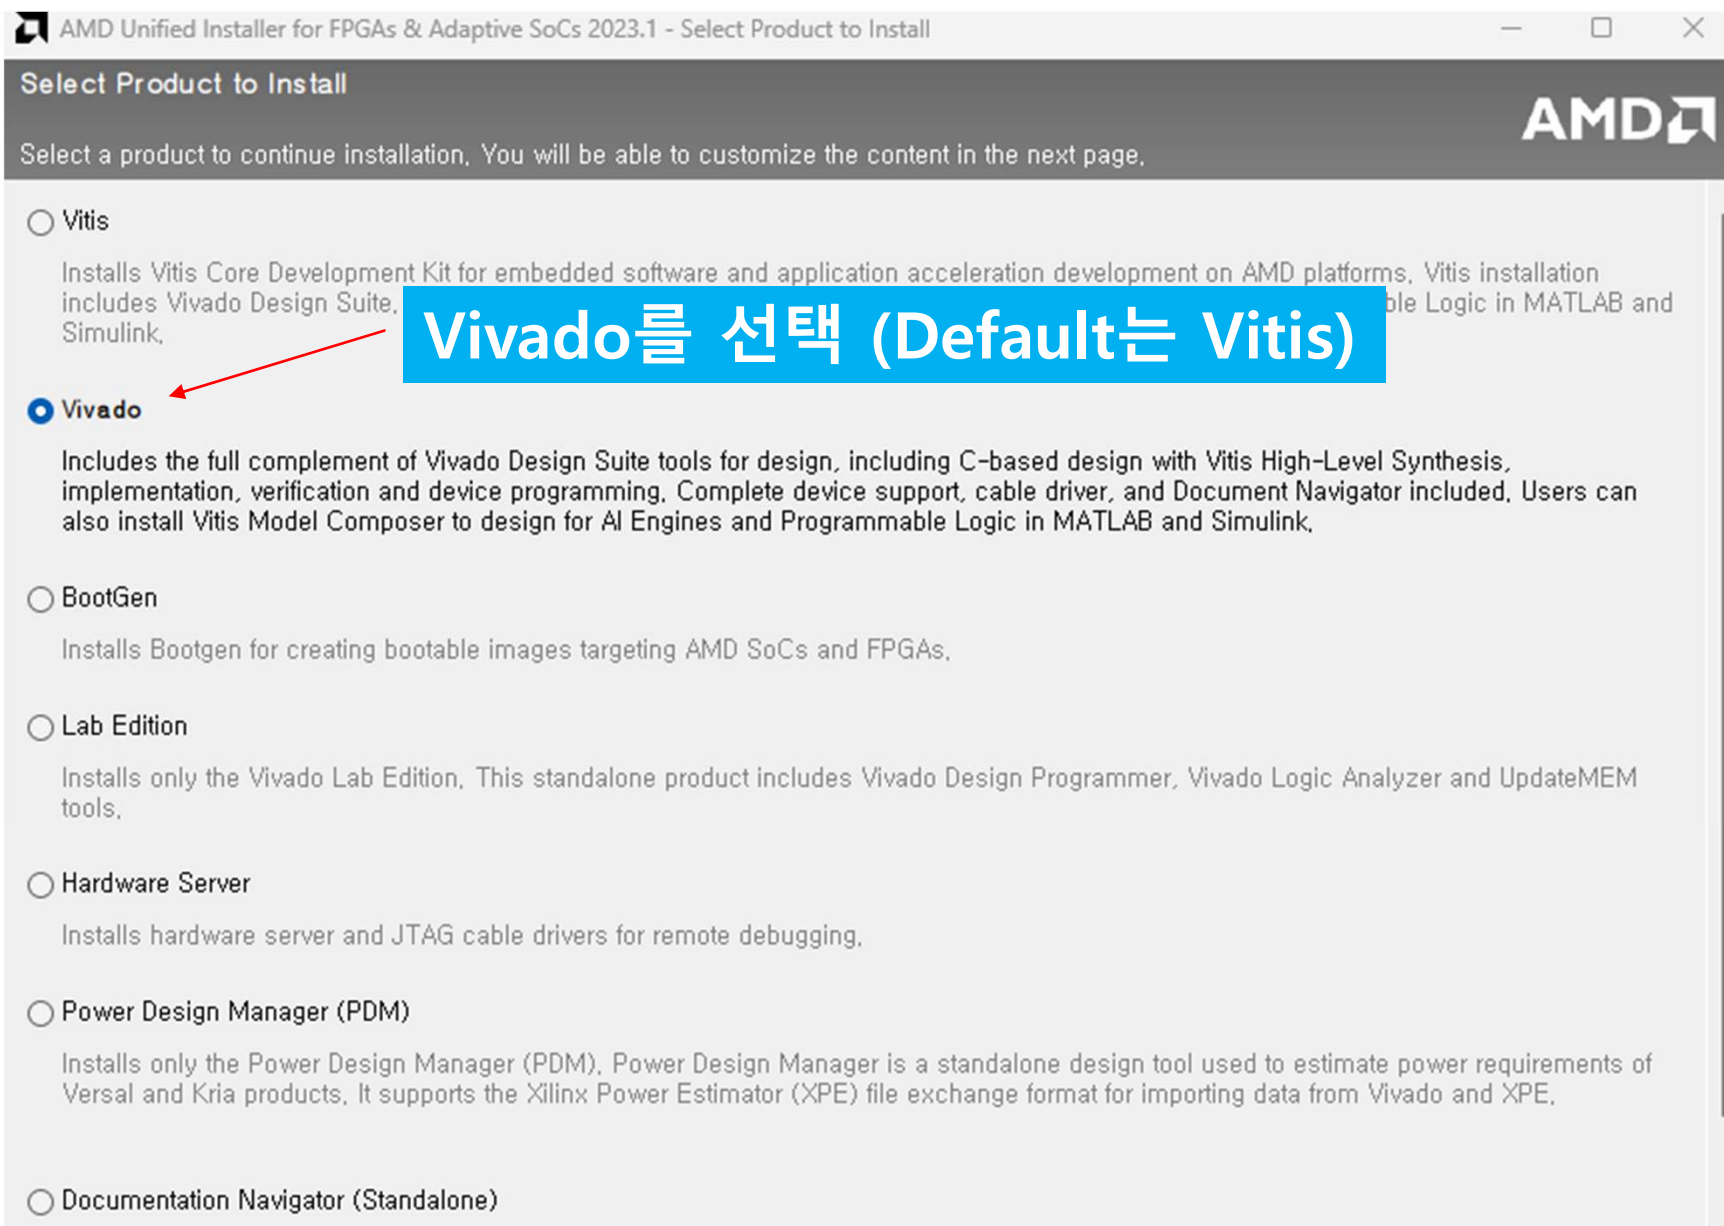 AMD Unified Installer for FPGAs & Adaptive SoCs 2023.1 - Select Product to Install
Select Product to Install
AMD
Select a product to continue installation. You will be able to customize the content in the next page.
Vitis
Installs Vitis Core Development Kit for embedded software and application acceleration development on AMD platforms. Vitis installation
includes Vivado Design Suite. ble Logic in MATLAB and
Simulink.
Vivado를 선택 (Default는 Vitis)
Vivado
Includes the full complement of Vivado Design Suite tools for design, including C-based design with Vitis High-Level Synthesis,
implementation, verification and device programming. Complete device support, cable driver, and Document Navigator included. Users can
also install Vitis Model Composer to design for AI Engines and Programmable Logic in MATLAB and Simulink.
BootGen
Installs Bootgen for creating bootable images targeting AMD SoCs and FPGAs.
Lab Edition
Installs only the Vivado Lab Edition. This standalone product includes Vivado Design Programmer, Vivado Logic Analyzer and UpdateMEM
tools.
Hardware Server
Installs hardware server and JTAG cable drivers for remote debugging.
Power Design Manager (PDM)
Installs only the Power Design Manager (PDM). Power Design Manager is a standalone design tool used to estimate power requirements of
Versal and Kria products. It supports the Xilinx Power Estimator (XPE) file exchange format for importing data from Vivado and XPE.
Documentation Navigator (Standalone)